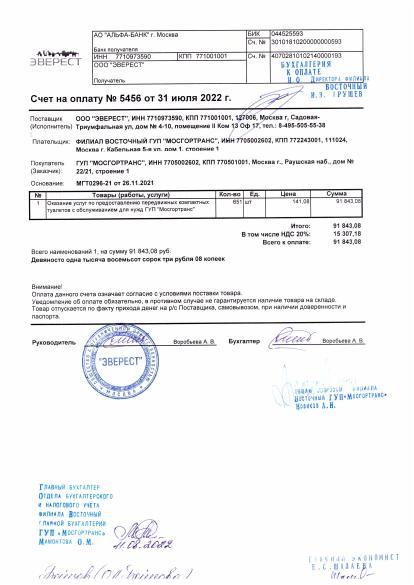 АО "АЛЬФА-БАНК" г. Москва
БИК 044525593
Сч. № 30101810200000000593
Банк получателя
ИНН 7710973590 КПП 771001001
Сч. № 40702810102140000193
ООО "ЭВЕРЕСТ"
Получатель
ЭВЕРЕСТ
БУХГАЛТЕРИЯ
К ОПЛАТЕ
И.О. ДИРЕКТОРА ФИЛИАЛА
ВОСТОЧНЫЙ
Счет на оплату № 5456 от 31 июля 2022 г.
Поставщик ООО "ЭВЕРЕСТ", ИНН 7710973590, КПП 771001001, 127006, Москва г, Садовая-
(Исполнитель) Триумфальная ул, дом № 4-10, помещение II Ком 13 Оф 17, тел.: 8-495-505-55-38
Плательщик: ФИЛИАЛ ВОСТОЧНЫЙ ГУП "МОСГОРТРАНС", ИНН 7705002602, КПП 772243001, 111024,
Москва г. Кабельная 5-я ул. дом 1. строение 1
Покупатель ГУП "МОСГОРТРАНС", ИНН 7705002602, КПП 770501001, Москва г., Раушская наб., дом №
(Заказчик): 22/21, строение 1
Основание: МГТ0296-21 от 26.11.2021
№ Товары (работы, услуги) Кол-во Ед. Цена Сумма
1 Оказание услуг по предоставлению передвижных компактных 651 шт 141,08 91 843,08
туалетов с обслуживанием для нужд ГУП "Мосгортранс"
Итого: 91 843,08
В том числе НДС 20%: 15 307,18
Всего к оплате: 91 843,08
Всего наименований 1, на сумму 91 843,08 руб.
Девяносто одна тысяча восемьсот сорок три рубля 08 копеек
Внимание!
Оплата данного счета означает согласие с условиями поставки товара.
Уведомление об оплате обязательно, в противном случае не гарантируется наличие товара на складе.
Товар отпускается по факту прихода денег на р/с Поставщика, самовывозом, при наличии доверенности и
паспорта.
Руководитель Воробьева А. В. Бухгалтер Воробьева А. В.
"ЭВЕРЕСТ"
МОСКВА
ФИЛИАЛА
ВОСТОЧНЫЙ ГУП "МОСГОРТРАНС"
НОВИКОВ А.Н.
ГЛАВНЫЙ БУХГАЛТЕР
ОТДЕЛА БУХГАЛТЕРСКОГО
И НАЛОГОВОГО УЧЕТА
ФИЛИАЛА ВОСТОЧНЫЙ
ГЛАВНОЙ БУХГАЛТЕРИИ
ГУП "МОСГОРТРАНС"
МАМОНТОВА О.М.
11.08.2022
ГЛАВНЫЙ ЭКОНОМИСТ